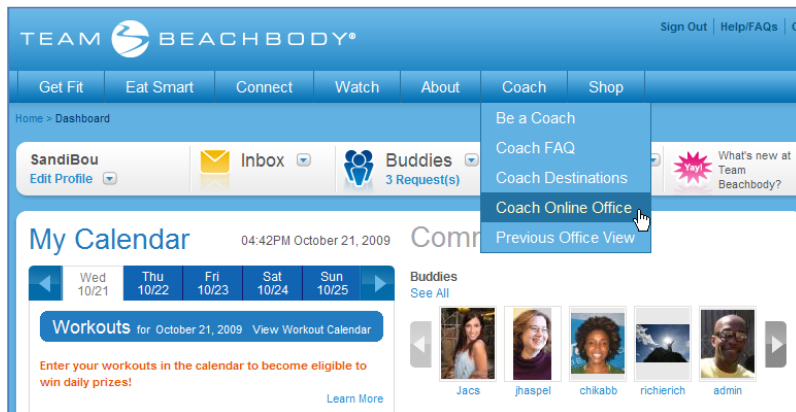 TEAM BEACHBODY®
Sign Out | Help/FAQs |
Get Fit Eat Smart Connect Watch About Coach Shop
Home > Dashboard
Be a Coach
Coach FAQ
Coach Destinations
Coach Online Office
Previous Office View
SandiBou
Edit Profile
Inbox
Buddies
3 Request(s)
Yay!
What's new at
Team
Beachbody?
My Calendar
04:42PM October 21, 2009
Wed
10/21
Thu
10/22
Fri
10/23
Sat
10/24
Sun
10/25
Workouts for October 21, 2009 View Workout Calendar
Enter your workouts in the calendar to become eligible to
win daily prizes!
Learn More
Buddies
See All
Jacs jhaspel chikabb richierich admin